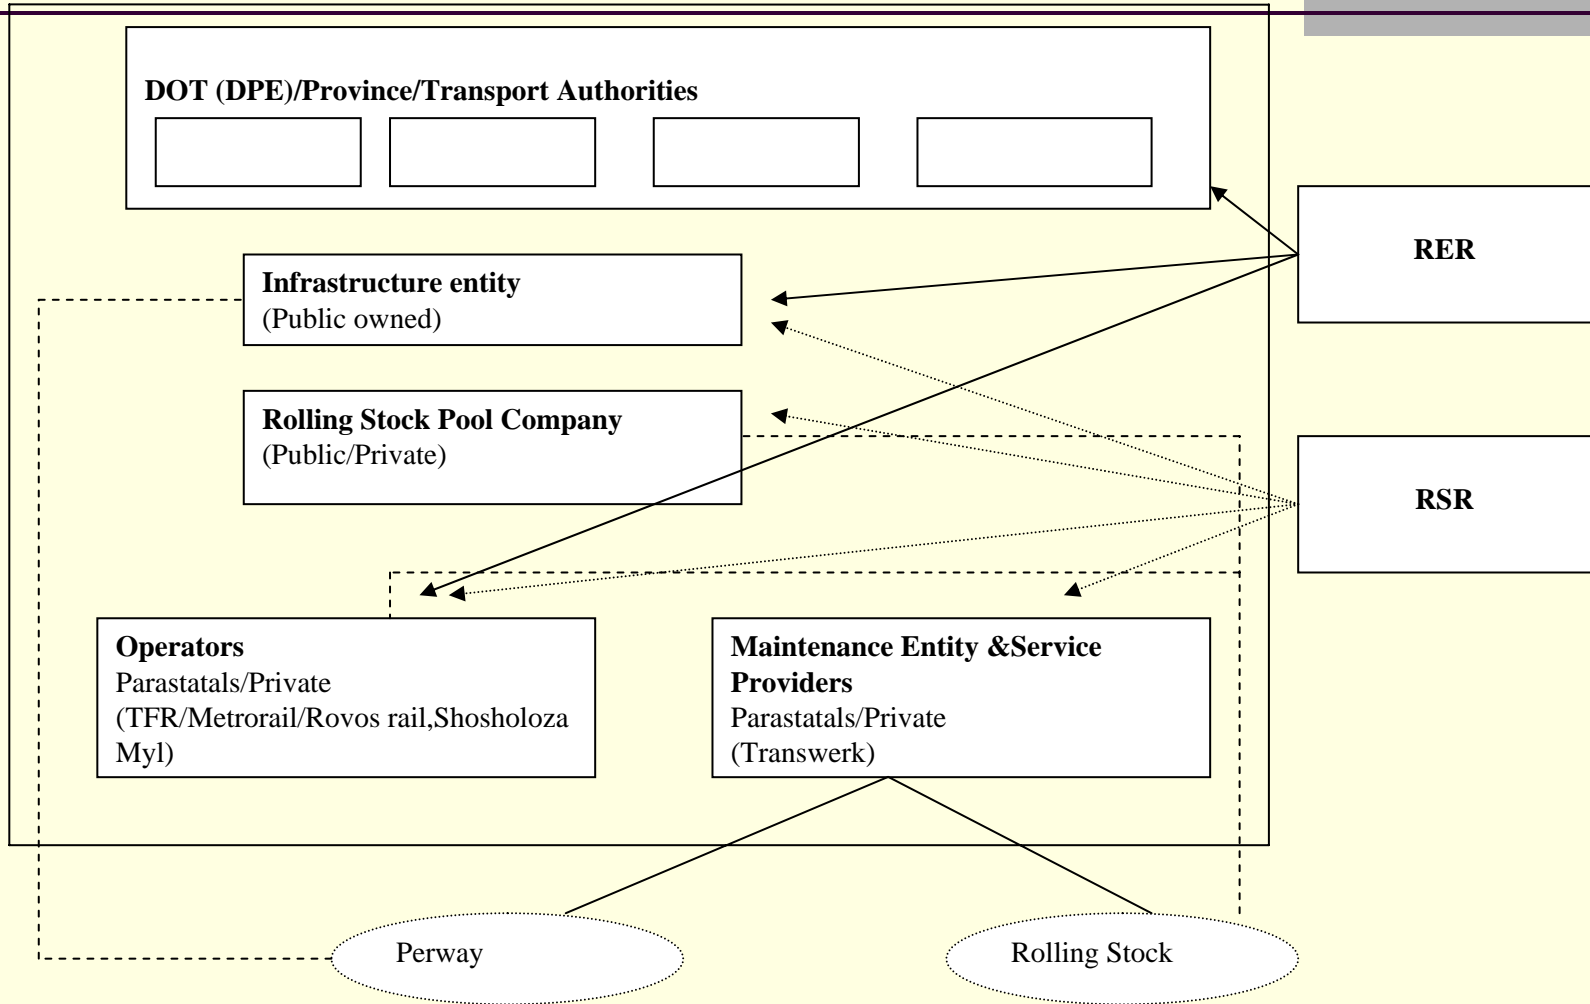 DOT (DPE)/Province/Transport Authorities
RER
Infrastructure entity
(Public owned)
Rolling Stock Pool Company
(Public/Private)
RSR
Operators
Parastatals/Private
(TFR/Metrorail/Rovos rail,Shosholoza
Myl)
Maintenance Entity &Service
Providers
Parastatals/Private
(Transwerk)
Perway
Rolling Stock